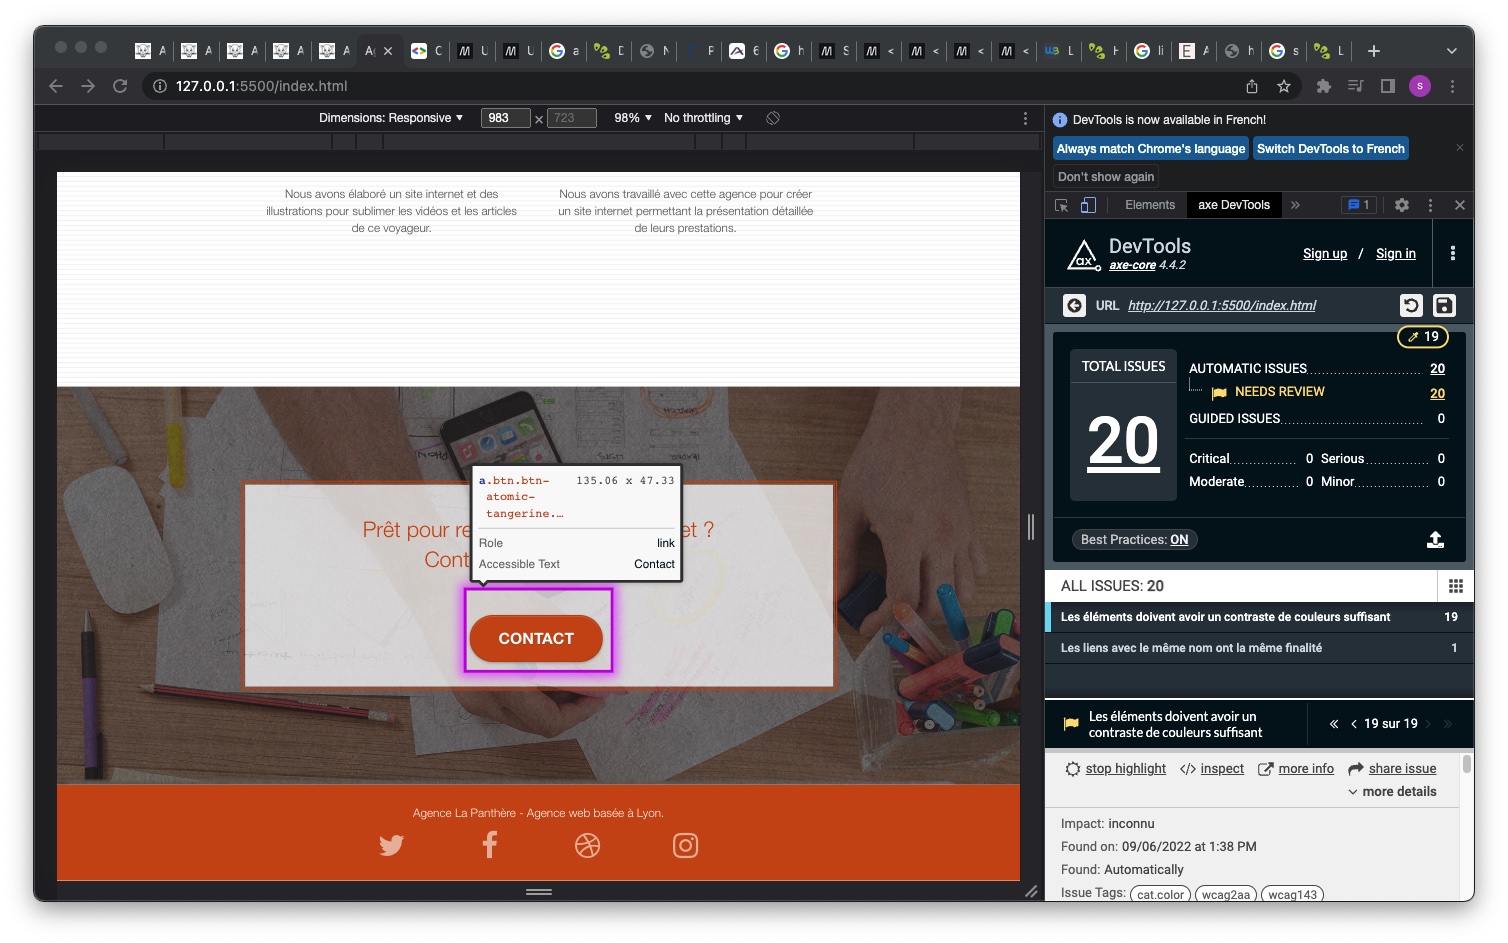 A
A
A
A
A
A
C
U
U
a
D
N
P
6
h
S
<
<
<
<
L
H
li
A
h
s
L
127.0.0.1:5500/index.html
s
Dimensions: Responsive
983 × 723
98%
No throttling
Nous avons élaboré un site internet et des
illustrations pour sublimer les vidéos et les articles
de ce voyageur.
Nous avons travaillé avec cette agence pour créer
un site internet permettant la présentation détaillée
de leurs prestations.
Prêt pour re
et ?
Cont
a.btn.btn-
atomic-
tangerine.…
135.06 x 47.33
Role link
Accessible Text Contact
CONTACT
Agence La Panthère - Agence web basée à Lyon.
DevTools is now available in French!
Always match Chrome's language
Switch DevTools to French
Don't show again
Elements
axe DevTools
»
1
ax
DevTools
axe-core 4.4.2
Sign up / Sign in
URL http://127.0.0.1:5500/index.html
19
TOTAL ISSUES
20
AUTOMATIC ISSUES 20
NEEDS REVIEW 20
GUIDED ISSUES 0
Critical 0 Serious 0
Moderate 0 Minor 0
Best Practices: ON
ALL ISSUES: 20
Les éléments doivent avoir un contraste de couleurs suffisant 19
Les liens avec le même nom ont la même finalité 1
Les éléments doivent avoir un
contraste de couleurs suffisant
« < 19 sur 19 > »
stop highlight
</> inspect
more info
share issue
more details
Impact: inconnu
Found on: 09/06/2022 at 1:38 PM
Found: Automatically
Issue Tags: cat.color wcag2aa wcag143